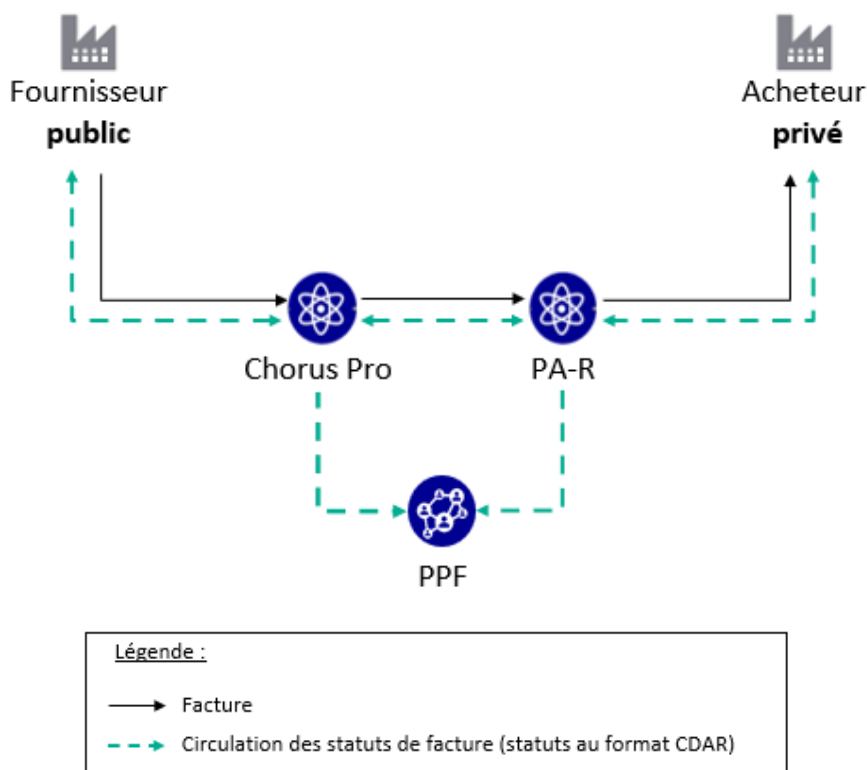 Fournisseur
public
Acheteur
privé
Chorus Pro
PA-R
PPF
Légende :
Facture
Circulation des statuts de facture (statuts au format CDAR)